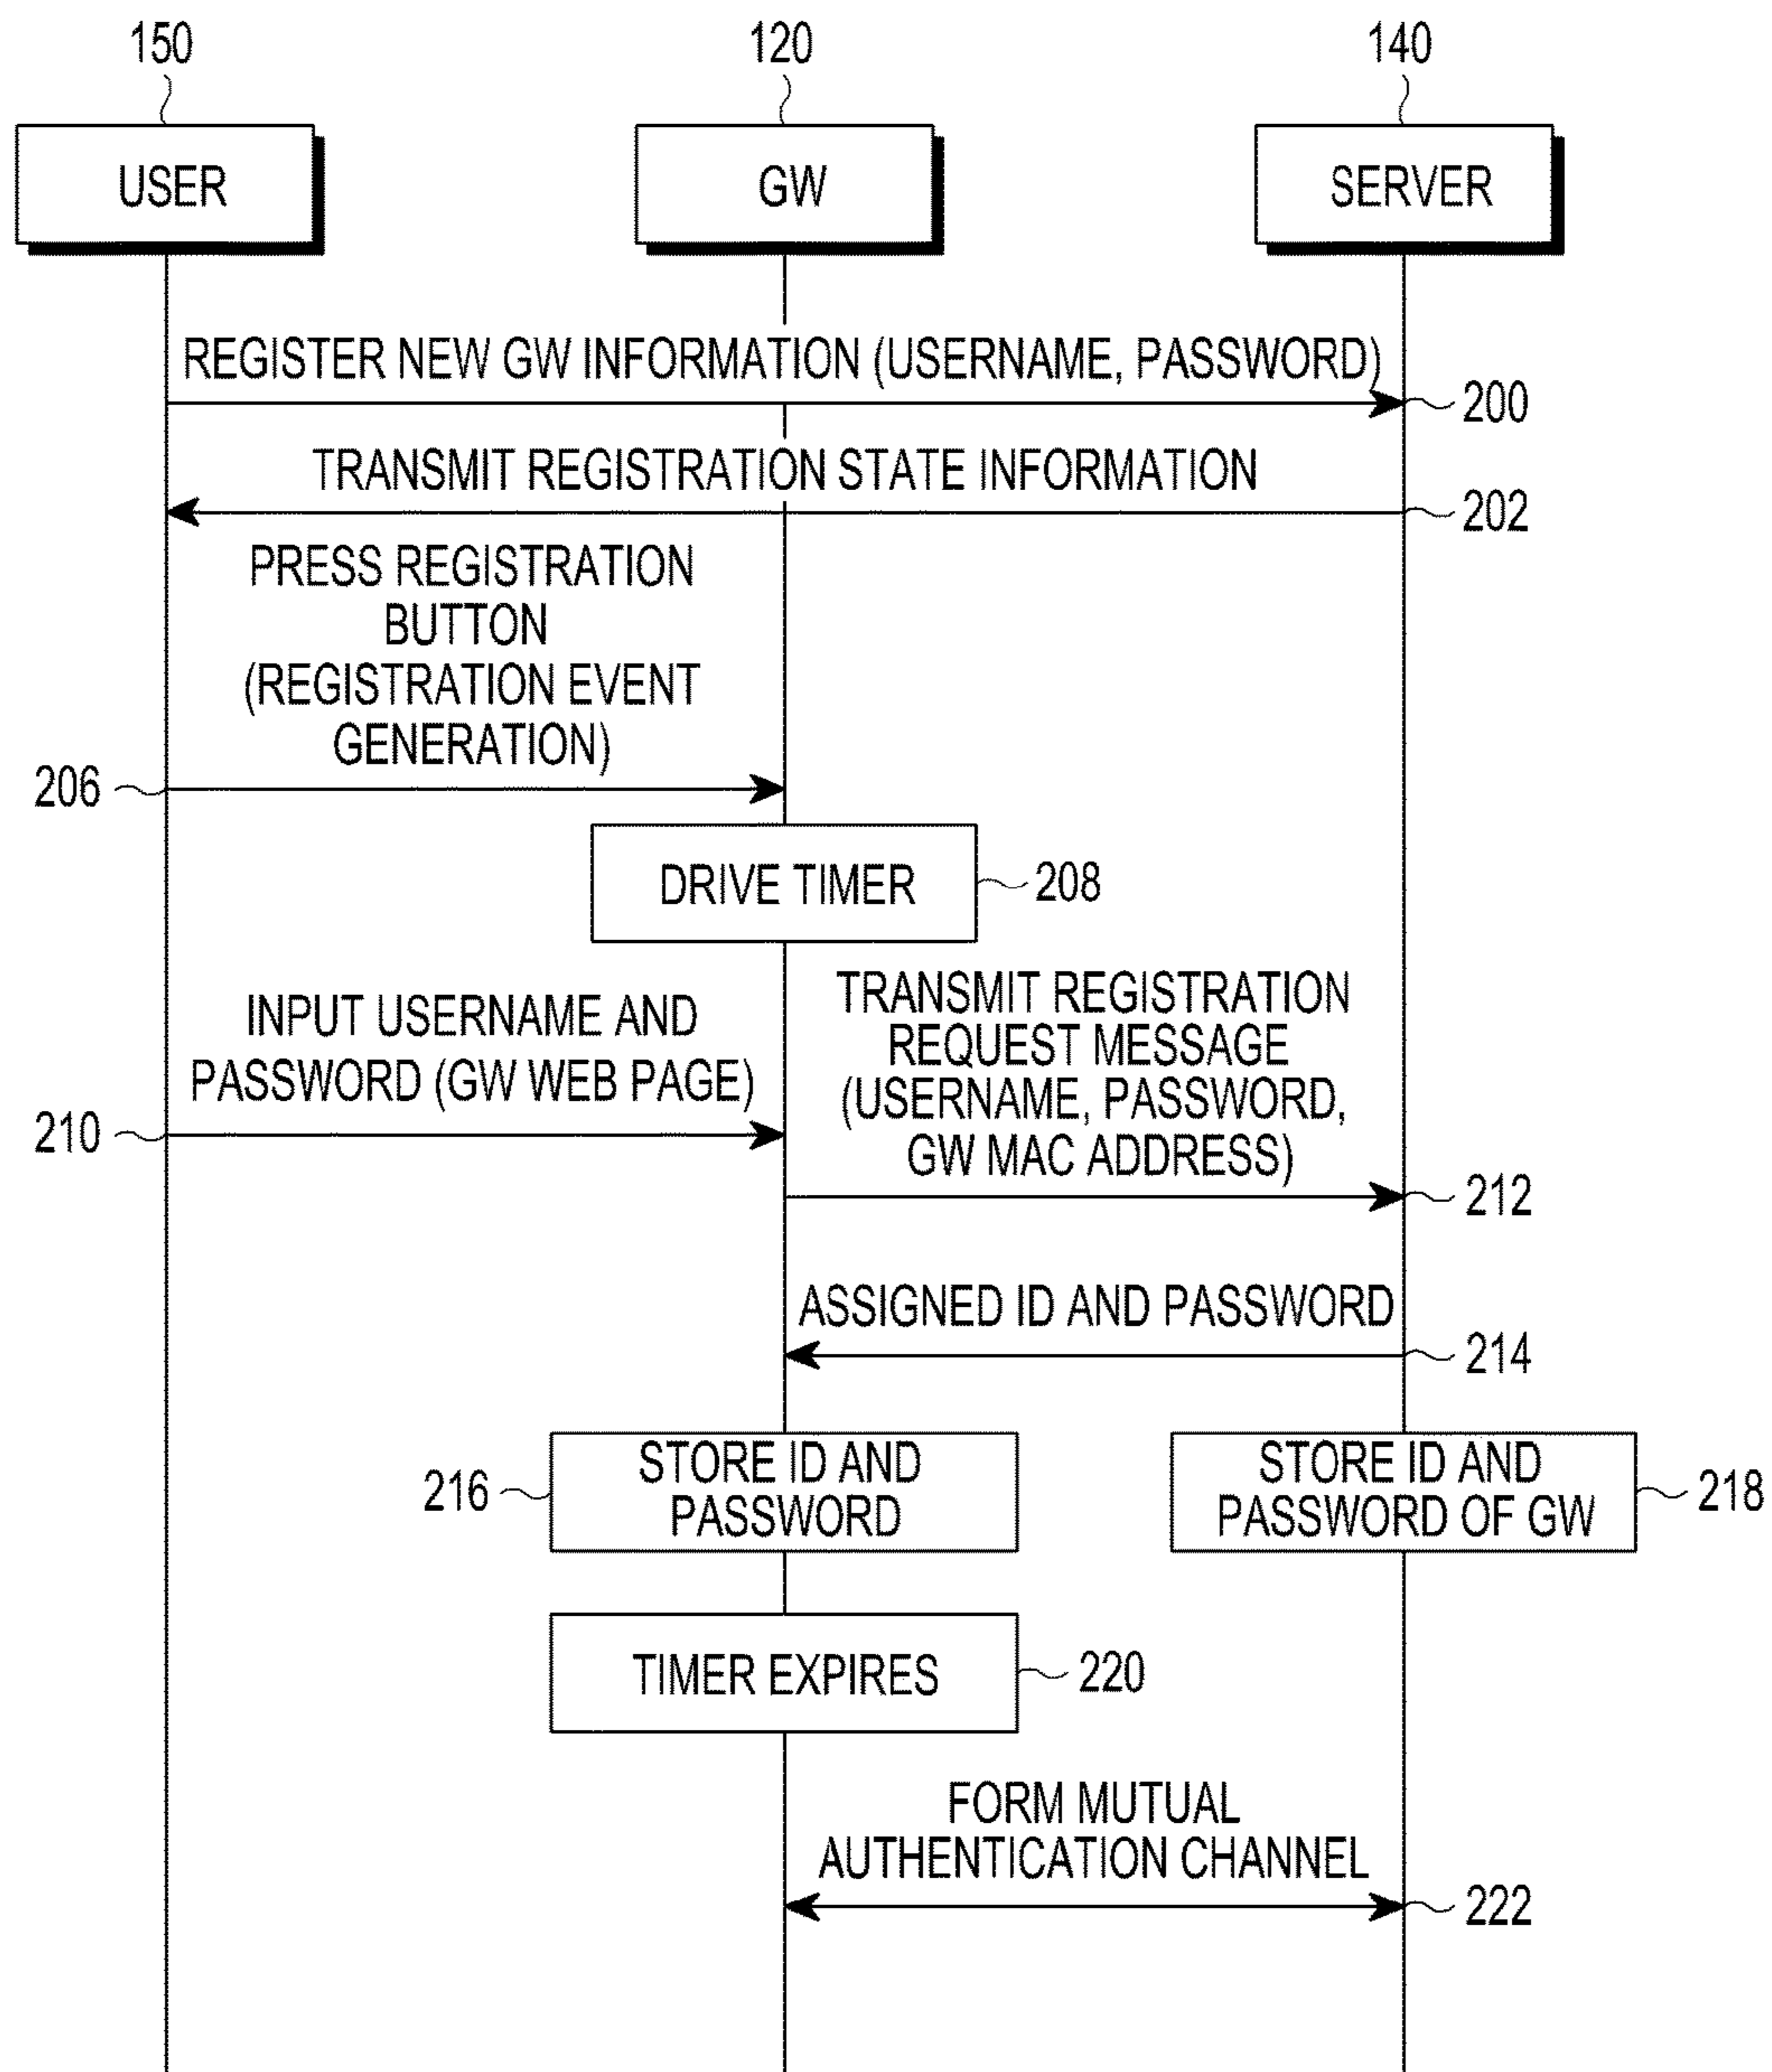 150
120
140
USER
GW
SERVER
REGISTER NEW GW INFORMATION (USERNAME, PASSWORD)
200
TRANSMIT REGISTRATION STATE INFORMATION
202
PRESS REGISTRATION
BUTTON
(REGISTRATION EVENT
GENERATION)
206
DRIVE TIMER
208
INPUT USERNAME AND
PASSWORD (GW WEB PAGE)
210
TRANSMIT REGISTRATION
REQUEST MESSAGE
(USERNAME, PASSWORD,
GW MAC ADDRESS)
212
ASSIGNED ID AND PASSWORD
214
216
STORE ID AND
PASSWORD
STORE ID AND
PASSWORD OF GW
218
TIMER EXPIRES
220
FORM MUTUAL
AUTHENTICATION CHANNEL
222